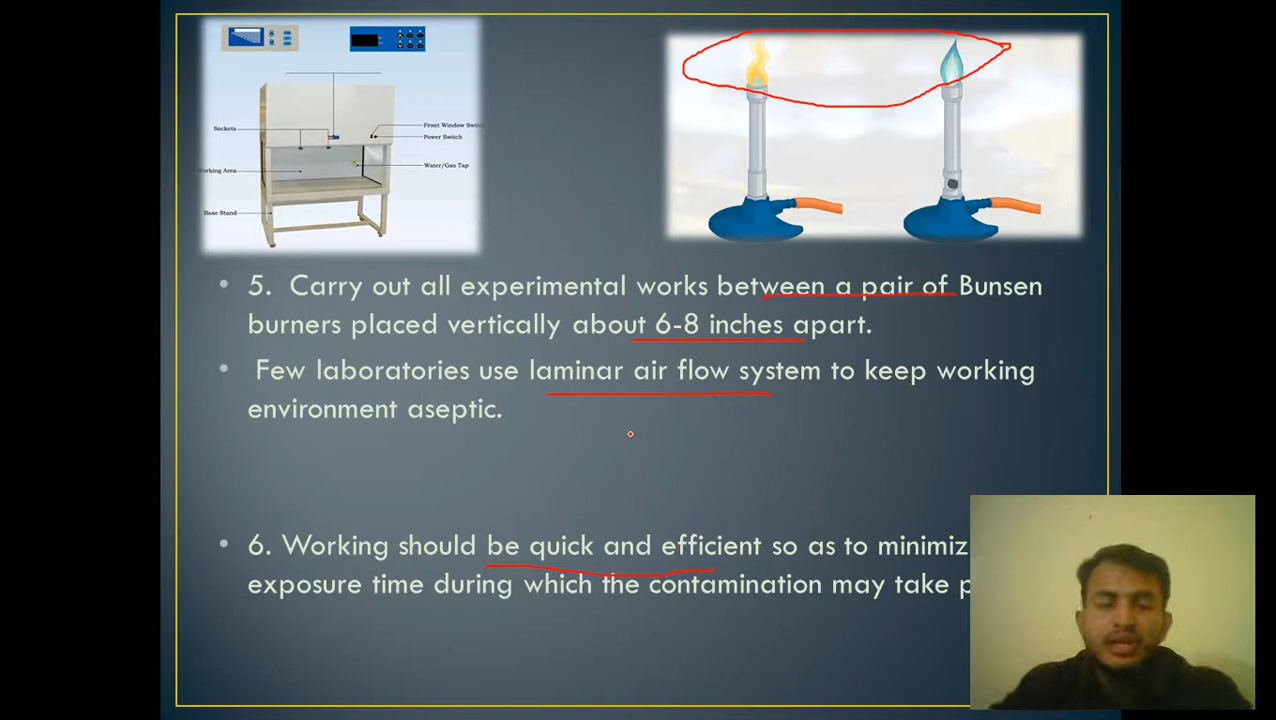 Sockets
Front Window Switc
Power Switch
Water/Gas Tap
Working Area
Base Stand
• 5. Carry out all experimental works between a pair of Bunsen
burners placed vertically about 6-8 inches apart.
• Few laboratories use laminar air flow system to keep working
environment aseptic.
• 6. Working should be quick and efficient so as to minimiz
exposure time during which the contamination may take p